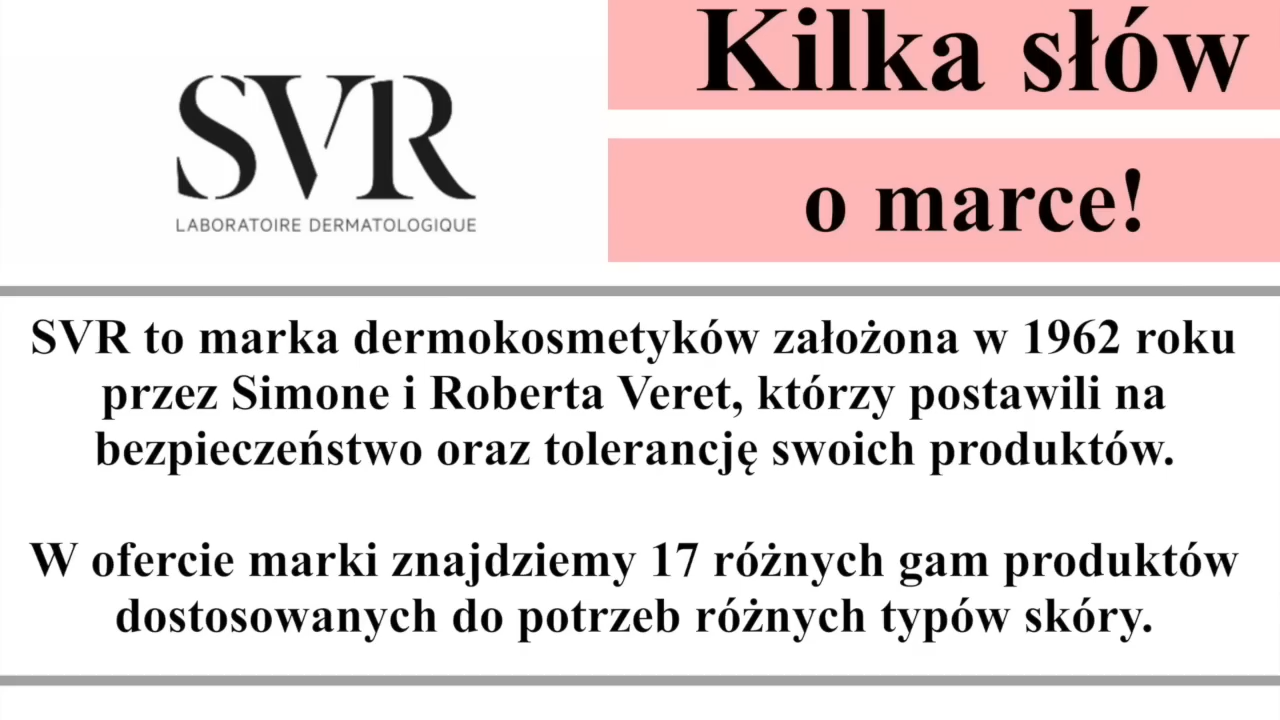 SVR
LABORATOIRE DERMATOLOGIQUE
Kilka słów
o marce!
SVR to marka dermokosmetyków założona w 1962 roku
przez Simone i Roberta Veret, którzy postawili na
bezpieczeństwo oraz tolerancję swoich produktów.
W ofercie marki znajdziemy 17 różnych gam produktów
dostosowanych do potrzeb różnych typów skóry.